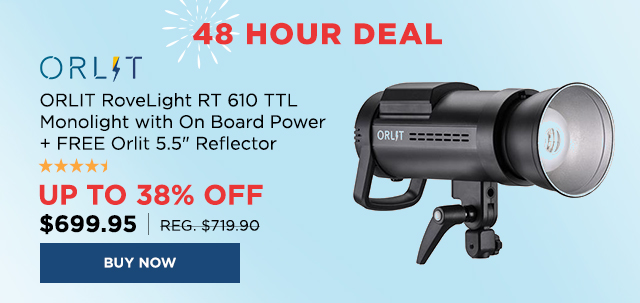 48 HOUR DEAL
ORLIT
ORLIT RoveLight RT 610 TTL
Monolight with On Board Power
+ FREE Orlit 5.5" Reflector
UP TO 38% OFF
$699.95 | REG. $719.90
BUY NOW
ORLIT